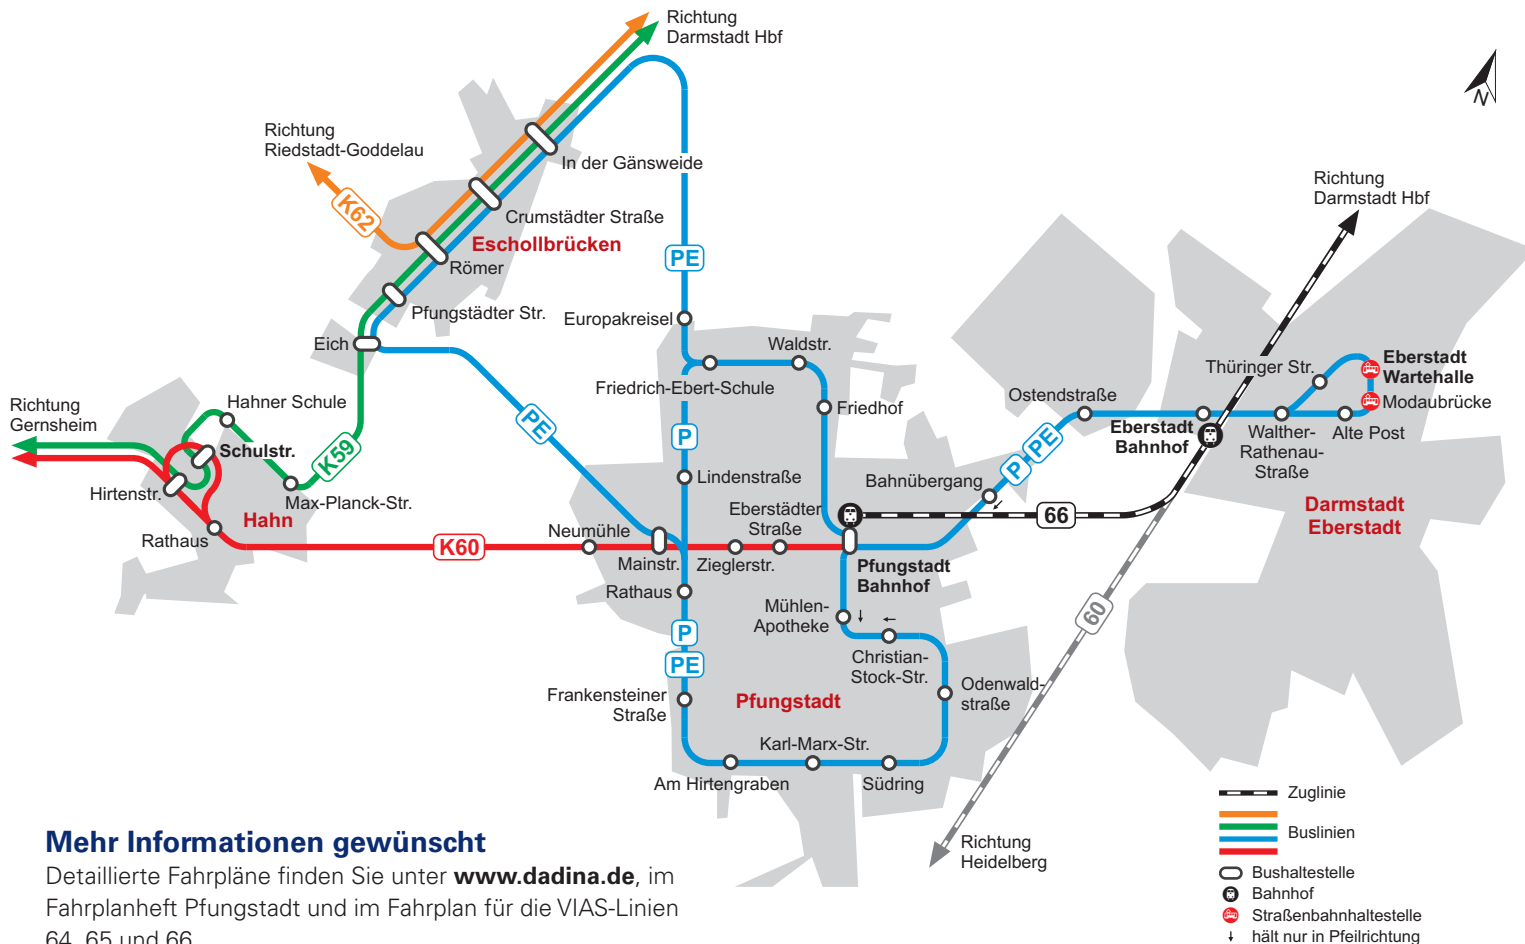 Richtung
Darmstadt Hbf
Richtung
Riedstadt-Goddelau
K62
In der Gänsweide
Crumstädter Straße
Eschollbrücken
Römer
Pfungstädter Str.
Eich
PE
Europakreisel
Waldstr.
Friedrich-Ebert-Schule
Friedhof
N
Richtung
Darmstadt Hbf
Thüringer Str.
Eberstadt
Wartehalle
Modaubrücke
Ostendstraße
Eberstadt
Bahnhof
Walther-
Rathenau-
Straße
Alte Post
Richtung
Gernsheim
Hahner Schule
Schulstr.
K59
Hirtenstr.
Max-Planck-Str.
Hahn
Rathaus
PE
P
Lindenstraße
Bahnübergang
P
PE
66
Darmstadt
Eberstadt
Eberstädter
Straße
Neumühle
K60
Mainstr.
Zieglerstr.
Pfungstadt
Bahnhof
Rathaus
Mühlen-
Apotheke
P
PE
Christian-
Stock-Str.
60
Frankensteiner
Straße
Pfungstadt
Odenwald-
straße
Karl-Marx-Str.
Am Hirtengraben
Südring
Richtung
Heidelberg
Zuglinie
Buslinien
Bushaltestelle
Bahnhof
Straßenbahnhaltestelle
hält nur in Pfeilrichtung
Mehr Informationen gewünscht
Detaillierte Fahrpläne finden Sie unter www.dadina.de, im
Fahrplanheft Pfungstadt und im Fahrplan für die VIAS-Linien
64, 65 und 66